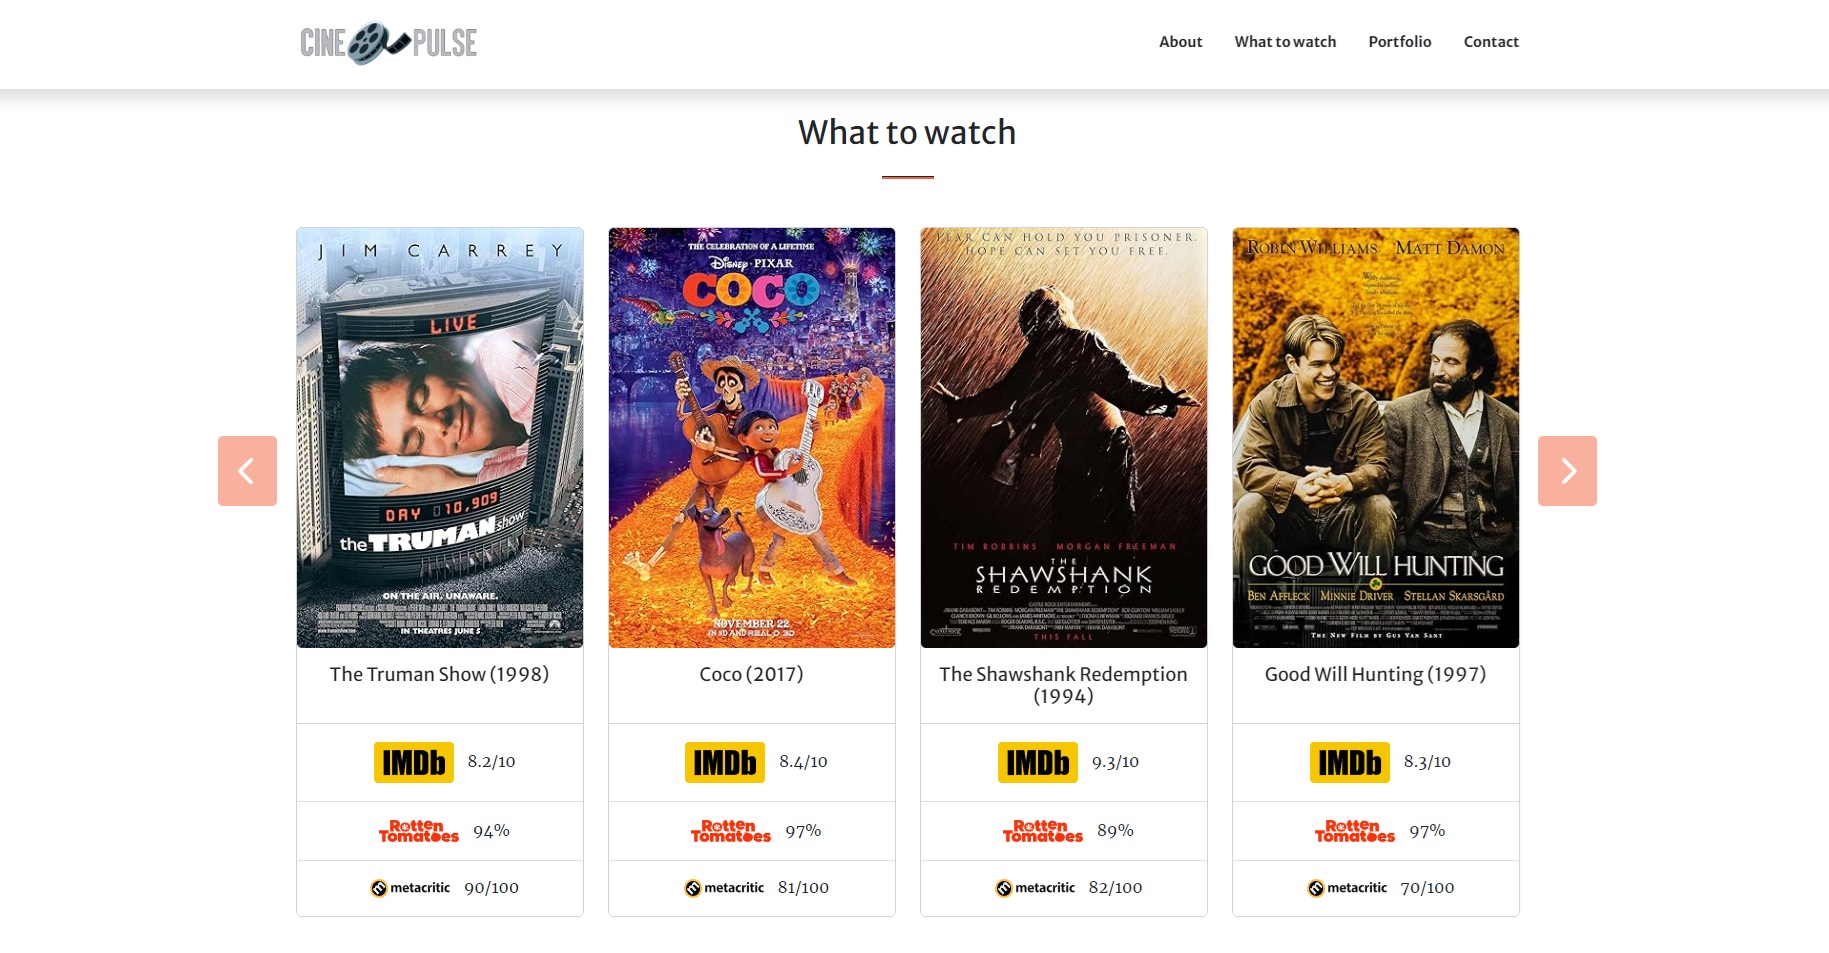 CINE PULSE
About What to watch Portfolio Contact
What to watch
JIM CARREY
LIVE
DAY 10,909
the TRUMAN show
ON THE AIR. UNAWARE.
IN THEATRES JUNE 5
The Truman Show (1998)
IMDb 8.2/10
Rotten Tomatoes 94%
metacritic 90/100
THE CELEBRATION OF A LIFETIME
DISNEY · PIXAR
COCO
NOVEMBER 22
IN 3D AND REAL D 3D
Coco (2017)
IMDb 8.4/10
Rotten Tomatoes 97%
metacritic 81/100
FEAR CAN HOLD YOU PRISONER.
HOPE CAN SET YOU FREE.
TIM ROBBINS MORGAN FREEMAN
THE
SHAWSHANK
REDEMPTION
THIS FALL
The Shawshank Redemption
(1994)
IMDb 9.3/10
Rotten Tomatoes 89%
metacritic 82/100
ROBIN WILLIAMS MATT DAMON
GOOD WILL HUNTING
BEN AFFLECK MINNIE DRIVER STELLAN SKARSGÅRD
THE NEW FILM BY GUS VAN SANT
Good Will Hunting (1997)
IMDb 8.3/10
Rotten Tomatoes 97%
metacritic 70/100